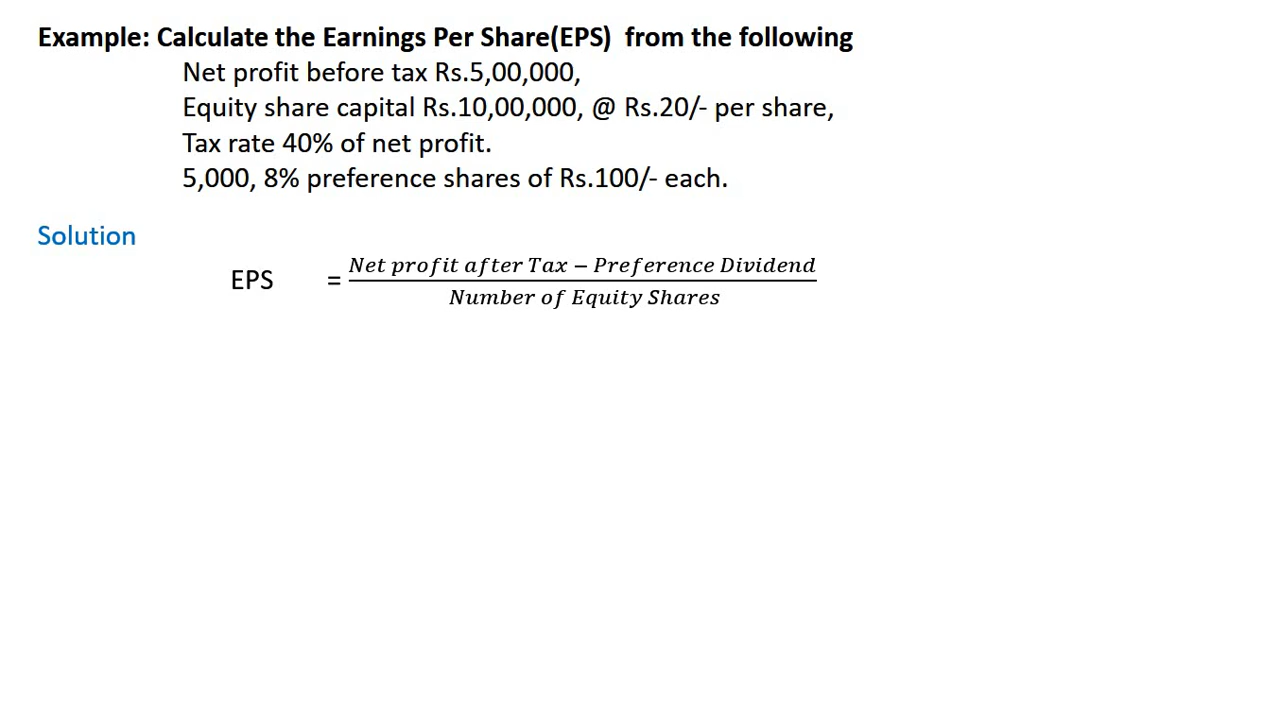 Example: Calculate the Earnings Per Share(EPS) from the following
Net profit before tax Rs.5,00,000,
Equity share capital Rs.10,00,000, @ Rs.20/- per share,
Tax rate 40% of net profit.
5,000, 8% preference shares of Rs.100/- each.
Solution
EPS = Net profit after Tax − Preference Dividend
Number of Equity Shares